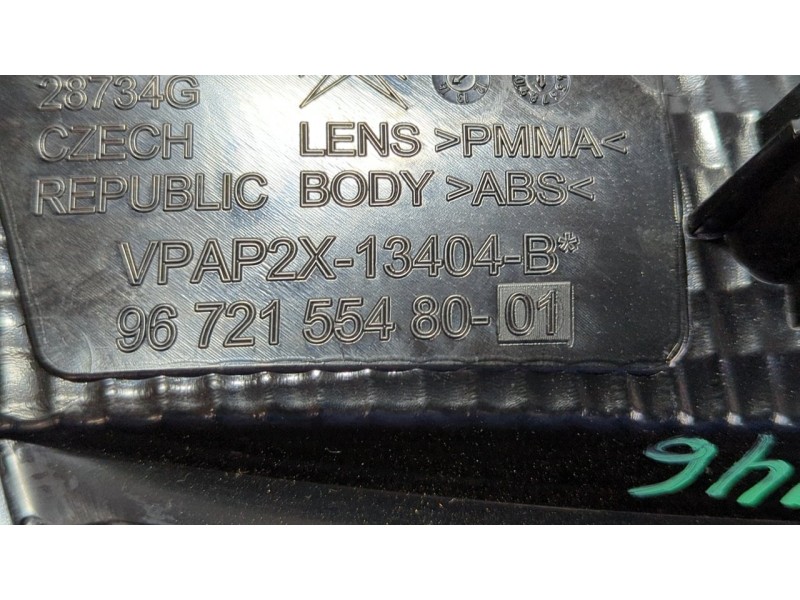 28734G
CZECH LENS >PMMA<
REPUBLIC BODY >ABS<
VPAP2X-13404-B*
96 721 554 80-01